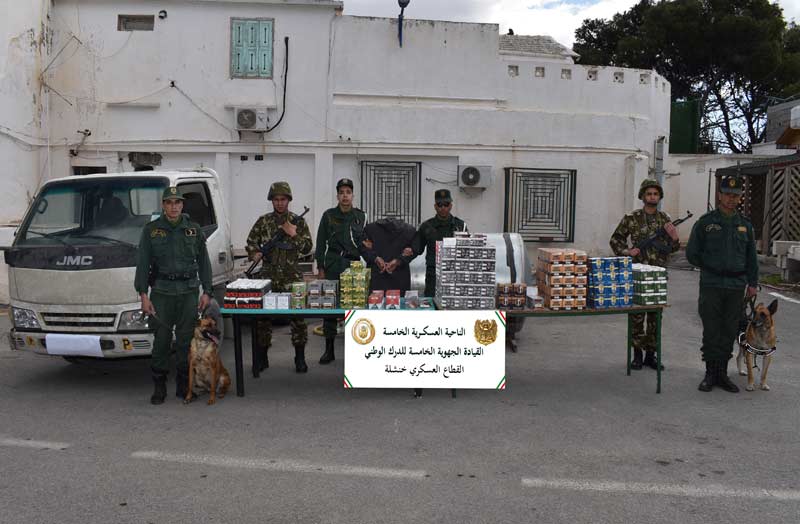 JMC
الناحية العسكرية الخامسة
القيادة الجهوية الخامسة للدرك الوطني
القطاع العسكري خنشلة